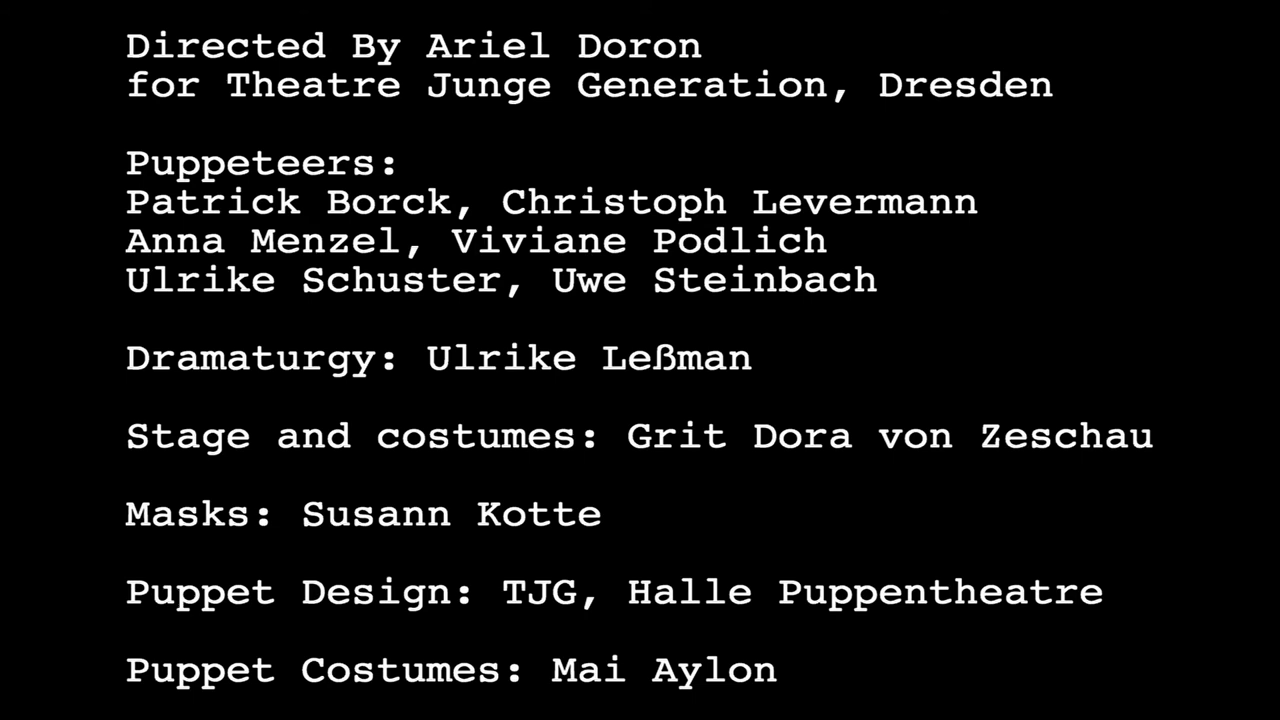 Directed By Ariel Doron
for Theatre Junge Generation, Dresden
Puppeteers:
Patrick Borck, Christoph Levermann
Anna Menzel, Viviane Podlich
Ulrike Schuster, Uwe Steinbach
Dramaturgy: Ulrike Leßman
Stage and costumes: Grit Dora von Zeschau
Masks: Susann Kotte
Puppet Design: TJG, Halle Puppentheatre
Puppet Costumes: Mai Aylon